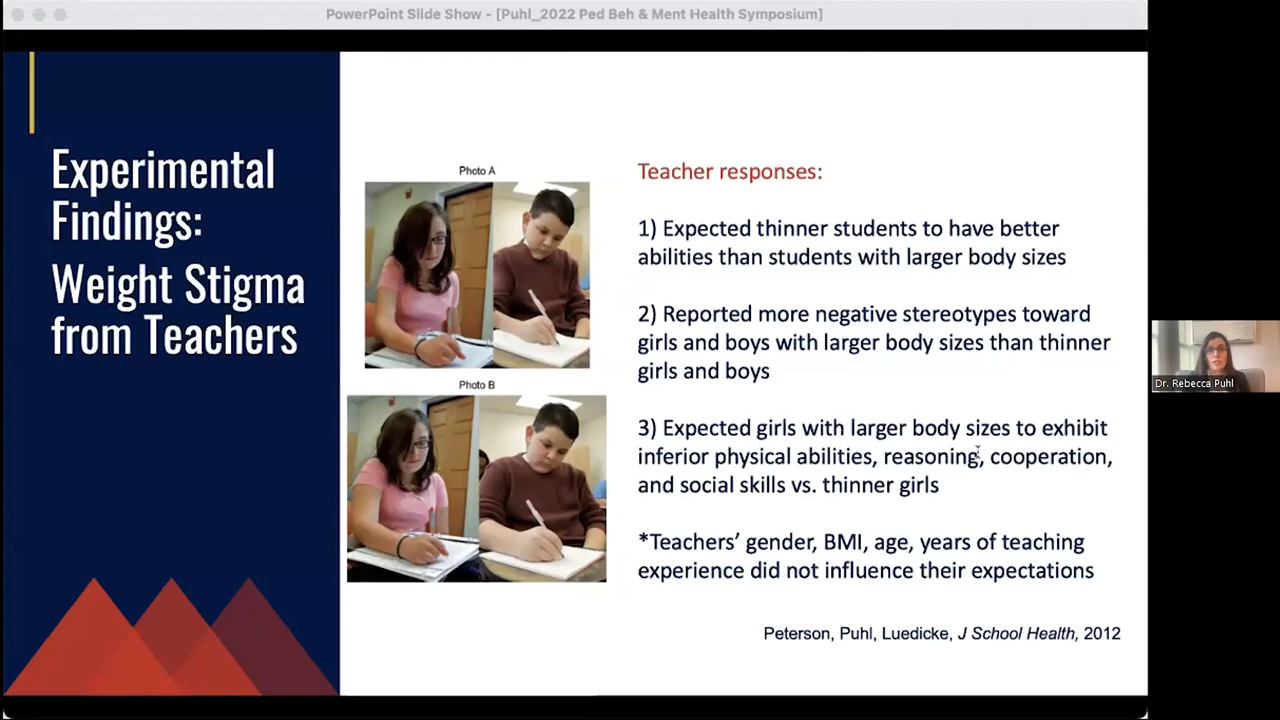 PowerPoint Slide Show - [Puhl_2022 Ped Beh & Ment Health Symposium]
Experimental
Findings:
Weight Stigma
from Teachers
Photo A
Photo B
Teacher responses:
1) Expected thinner students to have better
abilities than students with larger body sizes
2) Reported more negative stereotypes toward
girls and boys with larger body sizes than thinner
girls and boys
3) Expected girls with larger body sizes to exhibit
inferior physical abilities, reasoning, cooperation,
and social skills vs. thinner girls
*Teachers’ gender, BMI, age, years of teaching
experience did not influence their expectations
Peterson, Puhl, Luedicke, J School Health, 2012
Dr. Rebecca Puhl